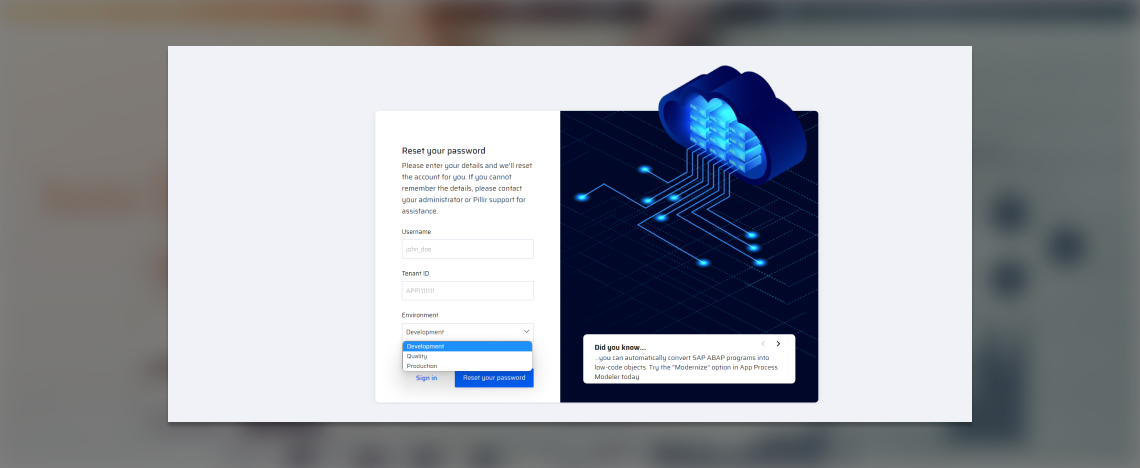 Reset your password
Please enter your details and we'll reset
the account for you. If you cannot
remember the details, please contact
your administrator or Pillir support for
assistance.
Username
john_doe
Tenant ID
Environment
Development
Development
Quality
Production
Sign in
Reset your password
Did you know...
...you can automatically convert SAP ABAP programs into
low-code objects. Try the "Modernize" option in App Process
Modeler today